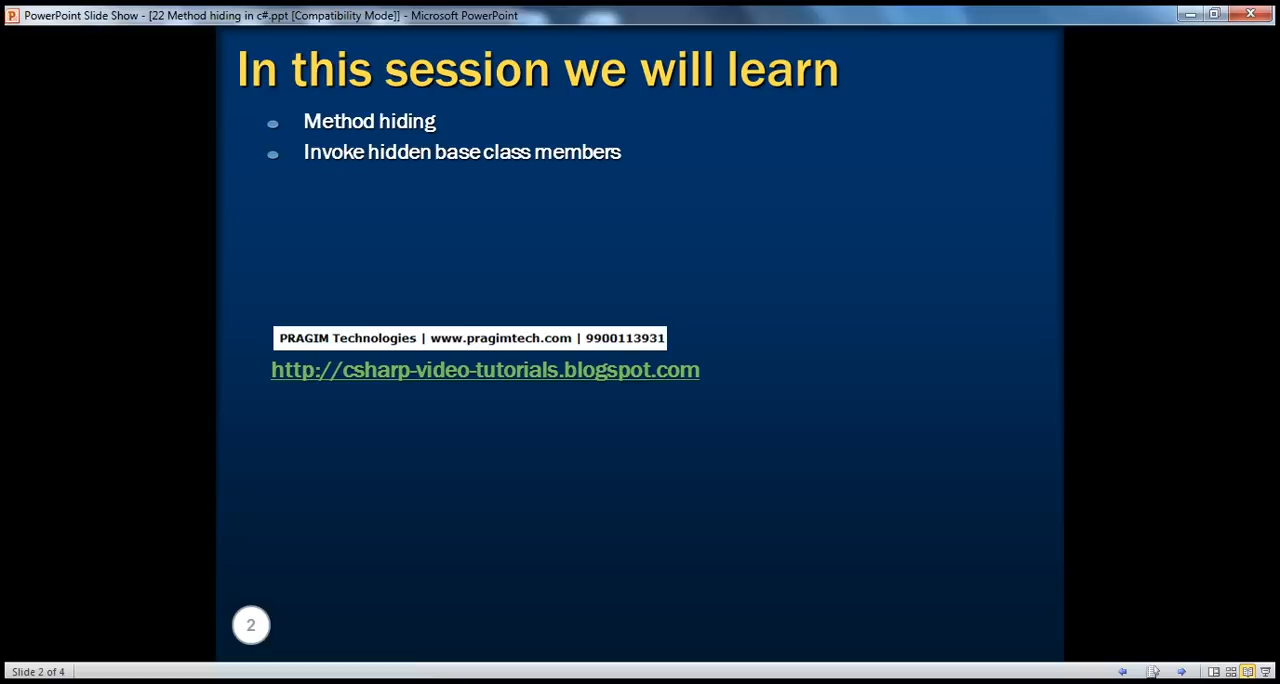 PowerPoint Slide Show - [22 Method hiding in c#.ppt [Compatibility Mode]] - Microsoft PowerPoint
In this session we will learn
Method hiding
Invoke hidden base class members
PRAGIM Technologies | www.pragimtech.com | 9900113931
http://csharp-video-tutorials.blogspot.com
2
Slide 2 of 4